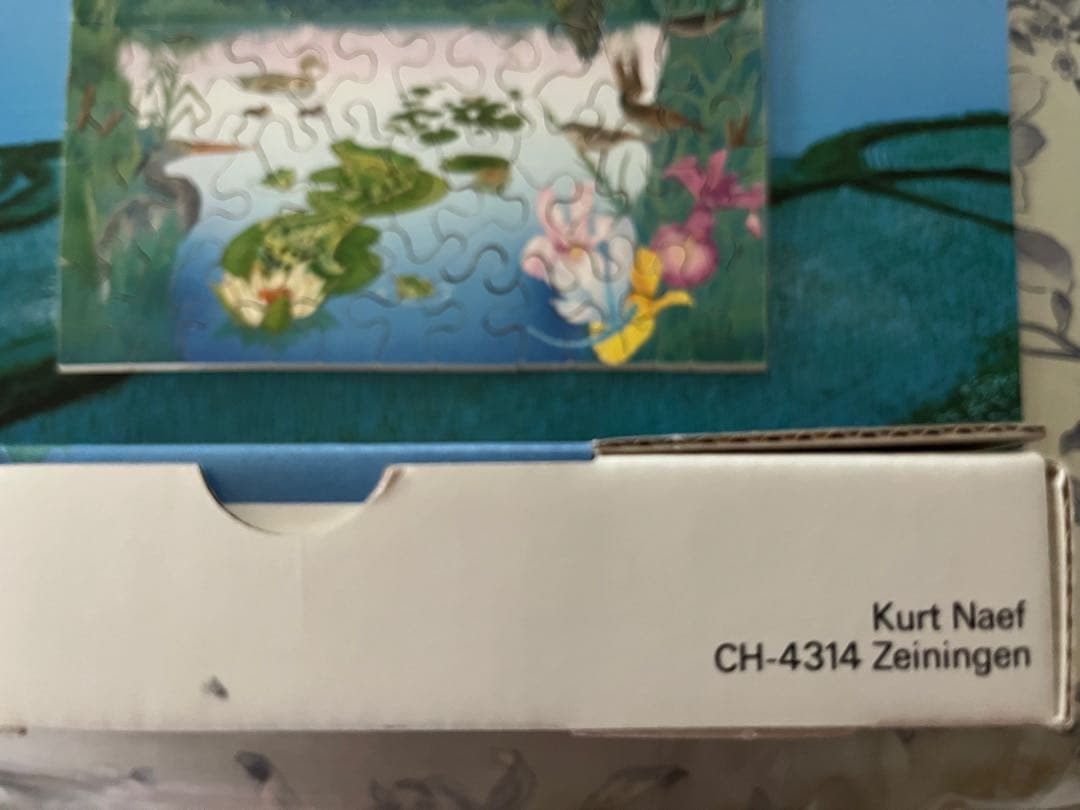 Kurt Naef
CH-4314 Zeiningen